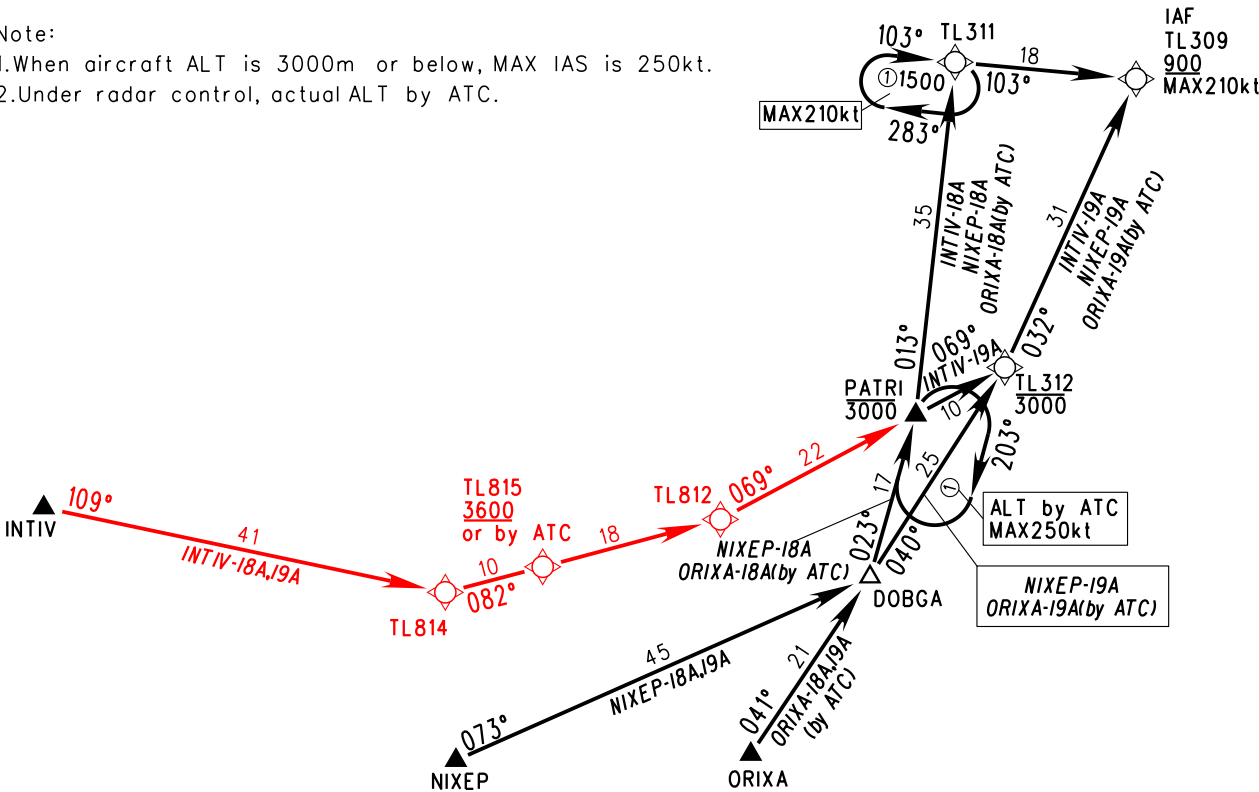 Note:
1.When aircraft ALT is 3000m or below, MAX IAS is 250kt.
2.Under radar control, actual ALT by ATC.
IAF
TL309
900
MAX210kt
TL311
103°
18
①1500
103°
MAX210kt
283°
35
INTIV-18A
NIXEP-18A
ORIXA-18A(by ATC)
31
INTIV-19A
NIXEP-19A
ORIXA-19A(by ATC)
013°
069°
INTIV-19A
032°
PATRI
3000
10
TL312
3000
203°
22
17
25
①
ALT by ATC
MAX250kt
109°
INTIV
41
INTIV-18A,19A
TL815
3600
or by ATC
TL812
069°
18
10
082°
TL814
NIXEP-18A
ORIXA-18A(by ATC)
023°
040°
NIXEP-19A
ORIXA-19A(by ATC)
DOBGA
45
NIXEP-18A,19A
21
ORIXA-18A,19A
(by ATC)
073°
041°
NIXEP
ORIXA